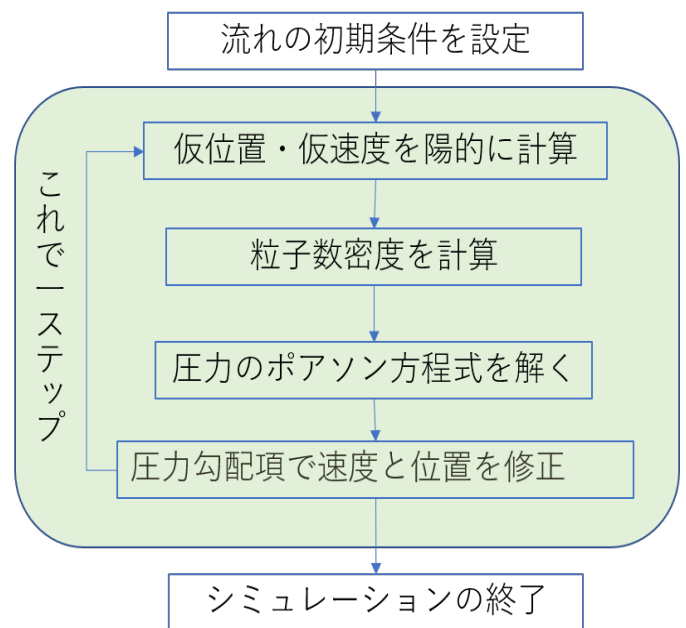 流れの初期条件を設定
仮位置・仮速度を陽的に計算
粒子数密度を計算
圧力のポアソン方程式を解く
圧力勾配項で速度と位置を修正
これで一ステップ
シミュレーションの終了